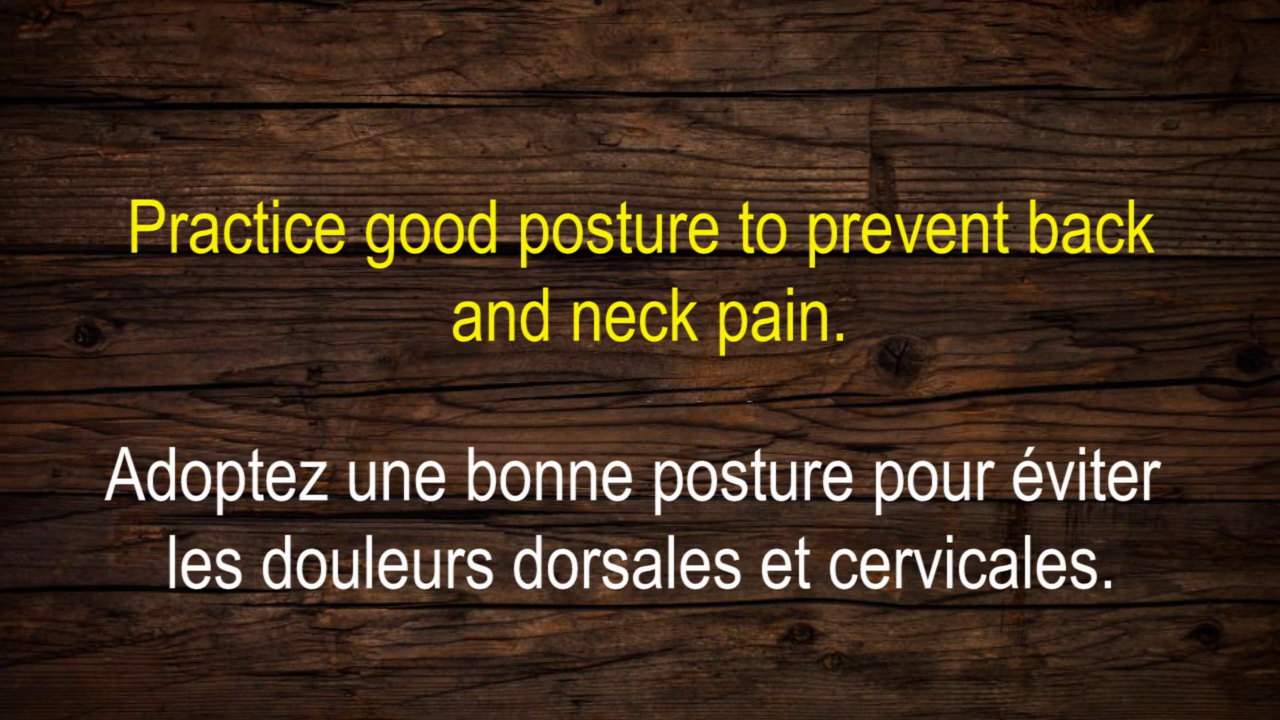 Practice good posture to prevent back
and neck pain.
Adoptez une bonne posture pour éviter
les douleurs dorsales et cervicales.